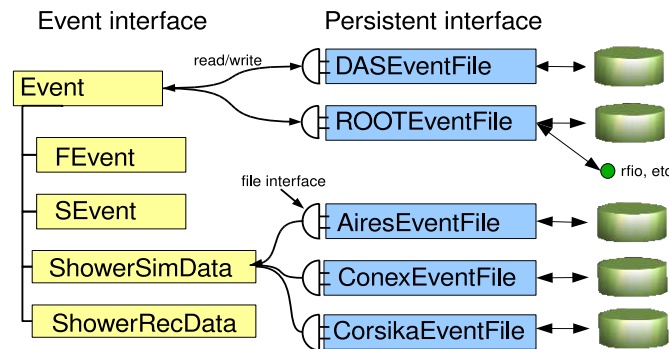 Event interface
Persistent interface
read/write
DASEventFile
Event
ROOTEventFile
FEvent
rfio, etc
file interface
SEvent
AiresEventFile
ShowerSimData
ConexEventFile
ShowerRecData
CorsikaEventFile